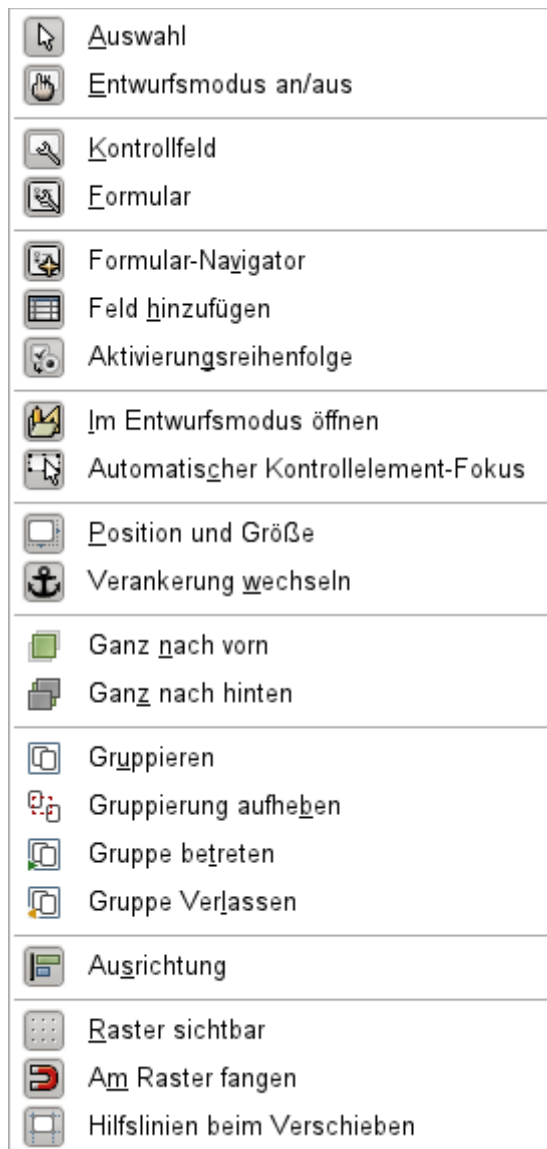 Auswahl
Entwurfsmodus an/aus
Kontrollfeld
Formular
Formular-Navigator
Feld hinzufügen
Aktivierungsreihenfolge
Im Entwurfsmodus öffnen
Automatischer Kontrollelement-Fokus
Position und Größe
Verankerung wechseln
Ganz nach vorn
Ganz nach hinten
Gruppieren
Gruppierung aufheben
Gruppe betreten
Gruppe Verlassen
Ausrichtung
Raster sichtbar
Am Raster fangen
Hilfslinien beim Verschieben